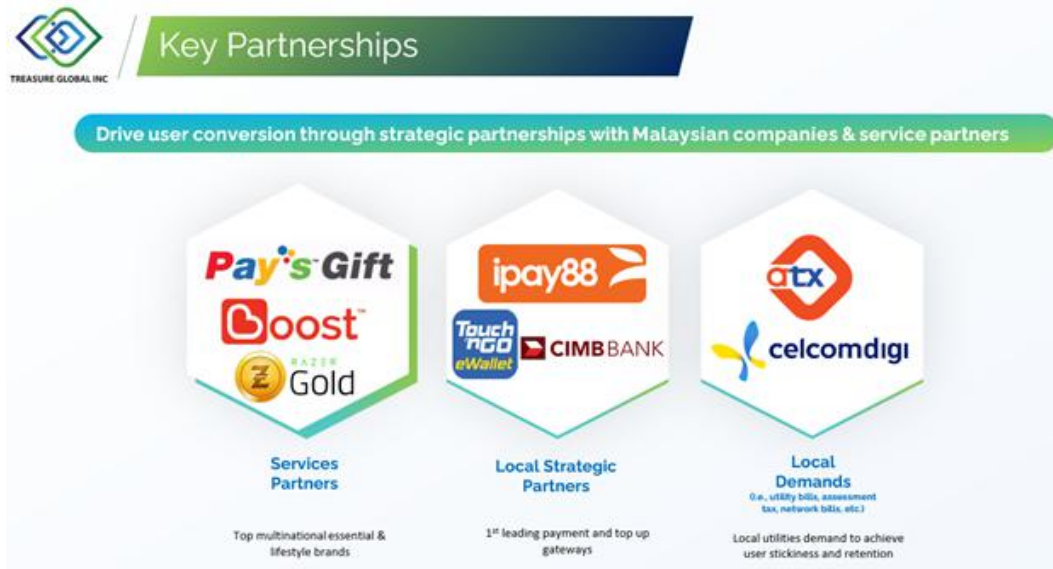 TREASURE GLOBAL INC
Key Partnerships
Drive user conversion through strategic partnerships with Malaysian companies & service partners
Pay's™ Gift
Boost™
RAZER
Gold
ipay88
Touch
'nGO
eWallet
CIMB BANK
atx
celcomdigi
Services
Partners
Top multinational essential &
lifestyle brands
Local Strategic
Partners
1st leading payment and top up
gateways
Local
Demands
(i.e., utility bills, assessment
tax, network bills, etc.)
Local utilities demand to achieve
user stickiness and retention